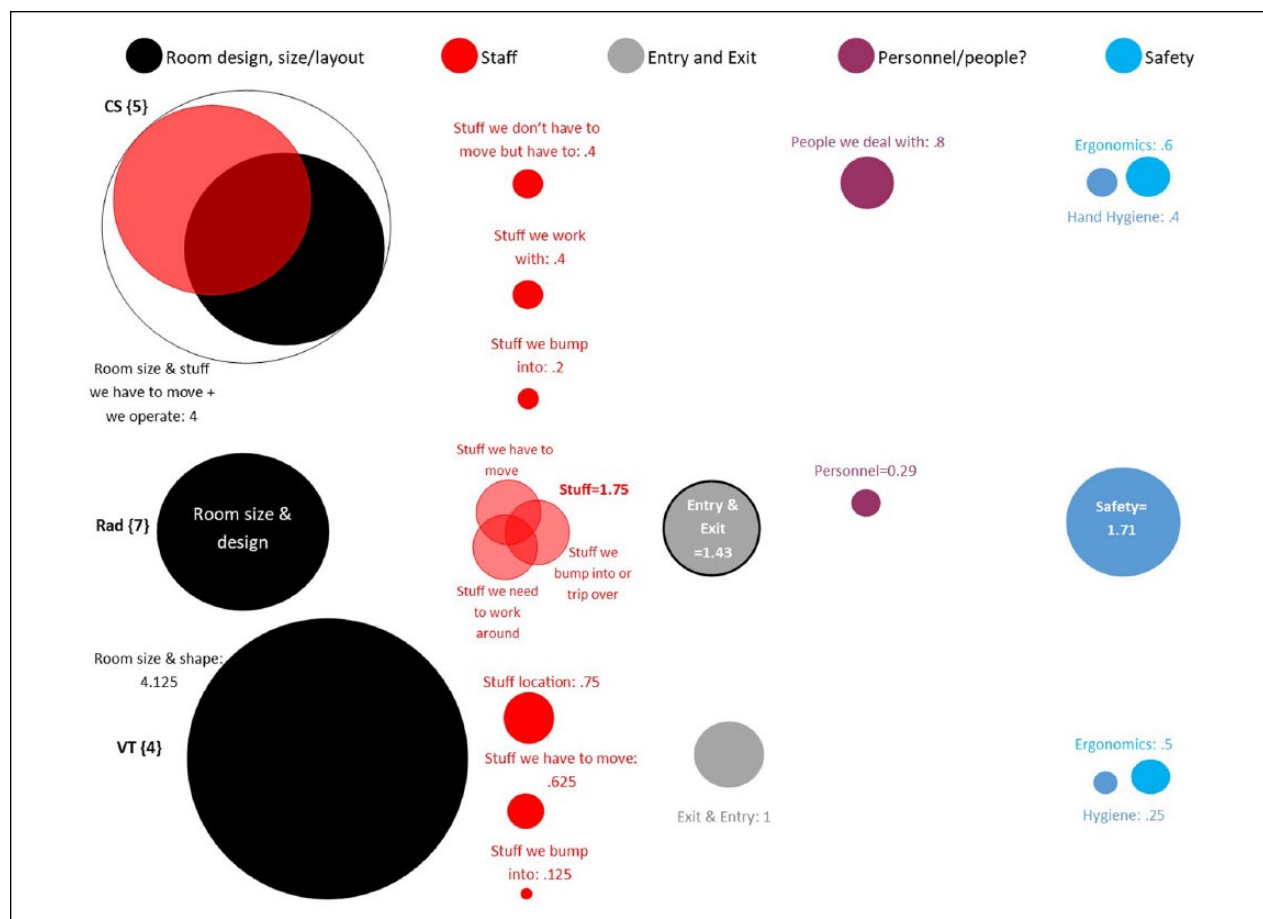 Room design, size/layout
Staff
Entry and Exit
Personnel/people?
Safety
CS {5}
Room size & stuff
we have to move +
we operate: 4
Stuff we don't have to
move but have to: .4
Stuff we work
with: .4
Stuff we bump
into: .2
People we deal with: .8
Ergonomics: .6
Hand Hygiene: .4
Rad {7}
Room size &
design
Stuff we have to
move
Stuff=1.75
Stuff we
bump into or
trip over
Stuff we need
to work
around
Entry &
Exit
=1.43
Personnel=0.29
Safety=
1.71
Room size & shape:
4.125
VT {4}
Stuff location: .75
Stuff we have to move:
.625
Stuff we bump
into: .125
Exit & Entry: 1
Ergonomics: .5
Hygiene: .25